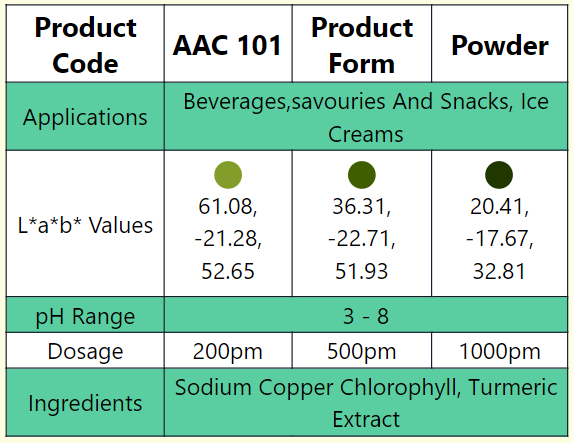 Product Code AAC 101 Product Form Powder
Applications Beverages,savouries And Snacks, Ice Creams
L*a*b* Values 61.08, -21.28, 52.65 36.31, -22.71, 51.93 20.41, -17.67, 32.81
pH Range 3 - 8
Dosage 200pm 500pm 1000pm
Ingredients Sodium Copper Chlorophyll, Turmeric Extract